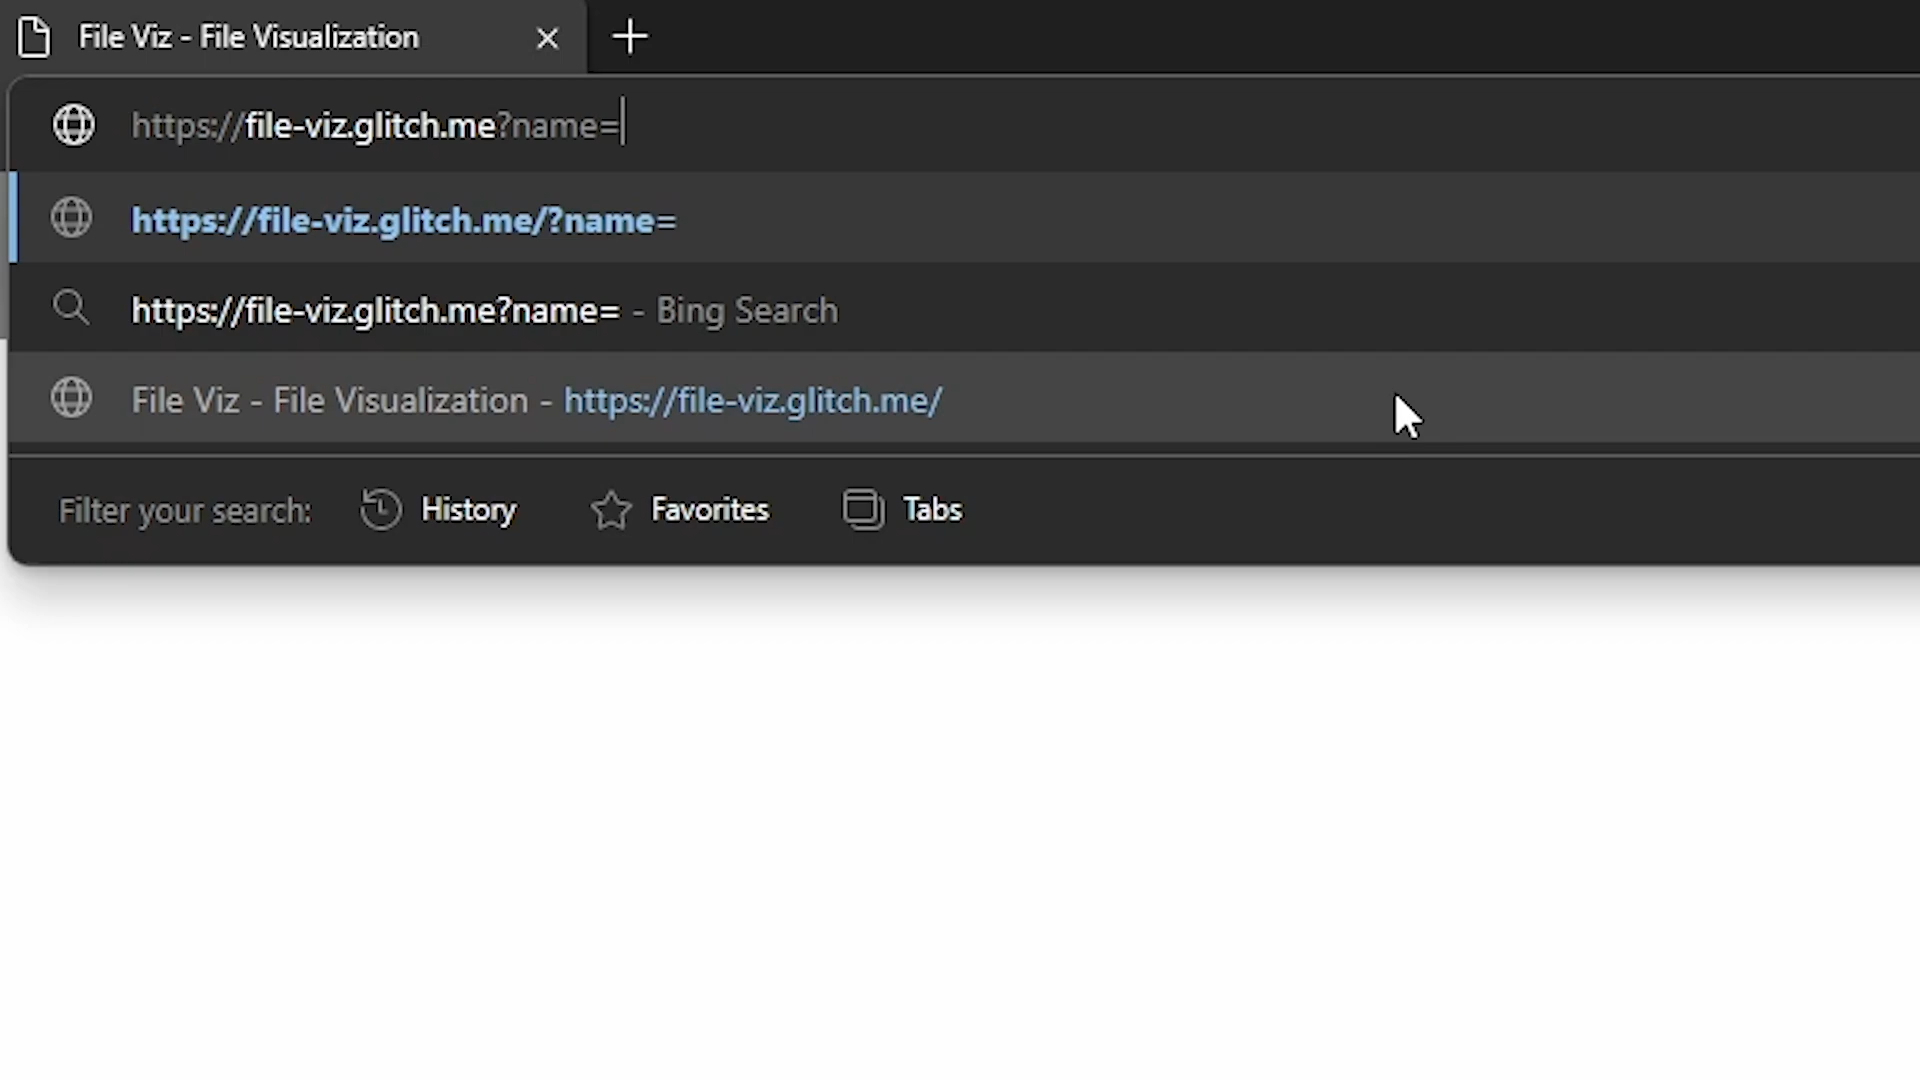 File Viz - File Visualization
https://file-viz.glitch.me?name=
https://file-viz.glitch.me/?name=
https://file-viz.glitch.me?name= - Bing Search
File Viz - File Visualization - https://file-viz.glitch.me/
Filter your search: History Favorites Tabs